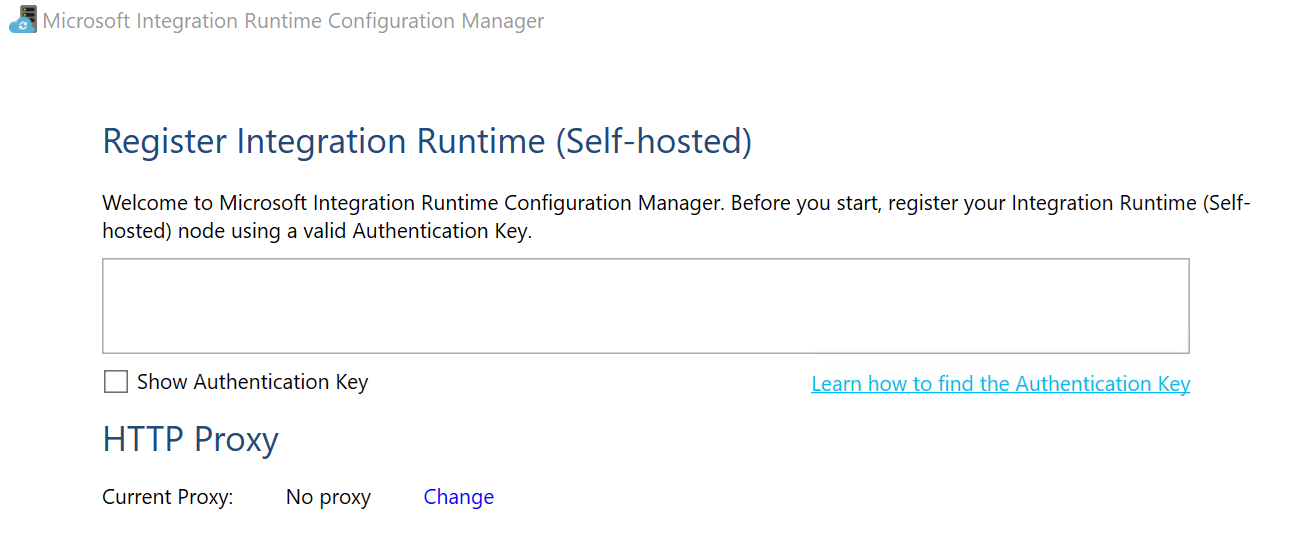 Microsoft Integration Runtime Configuration Manager
Register Integration Runtime (Self-hosted)
Welcome to Microsoft Integration Runtime Configuration Manager. Before you start, register your Integration Runtime (Self-
hosted) node using a valid Authentication Key.
Show Authentication Key
Learn how to find the Authentication Key
HTTP Proxy
Current Proxy: No proxy Change